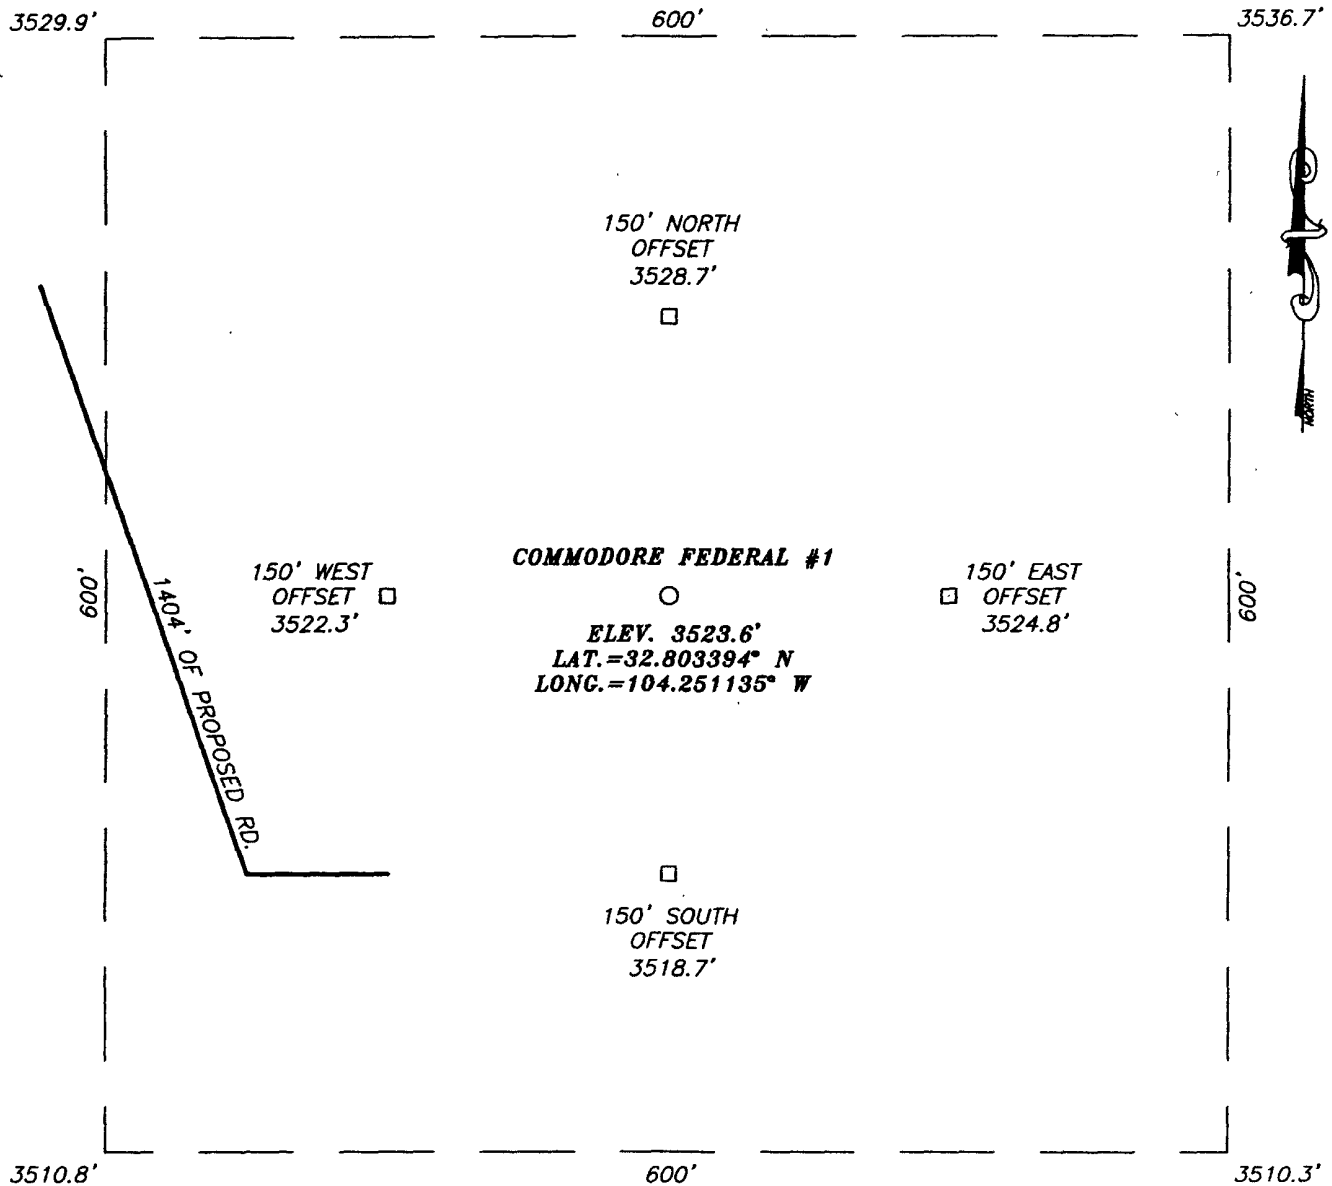 3529.9'
600'
3536.7'
150' NORTH
OFFSET
3528.7'
NORTH
600'
1404' OF PROPOSED RD.
150' WEST
OFFSET
3522.3'
COMMODORE FEDERAL #1
ELEV. 3523.6'
LAT.=32.803394° N
LONG.=104.251135° W
150' EAST
OFFSET
3524.8'
600'
150' SOUTH
OFFSET
3518.7'
3510.8'
600'
3510.3'